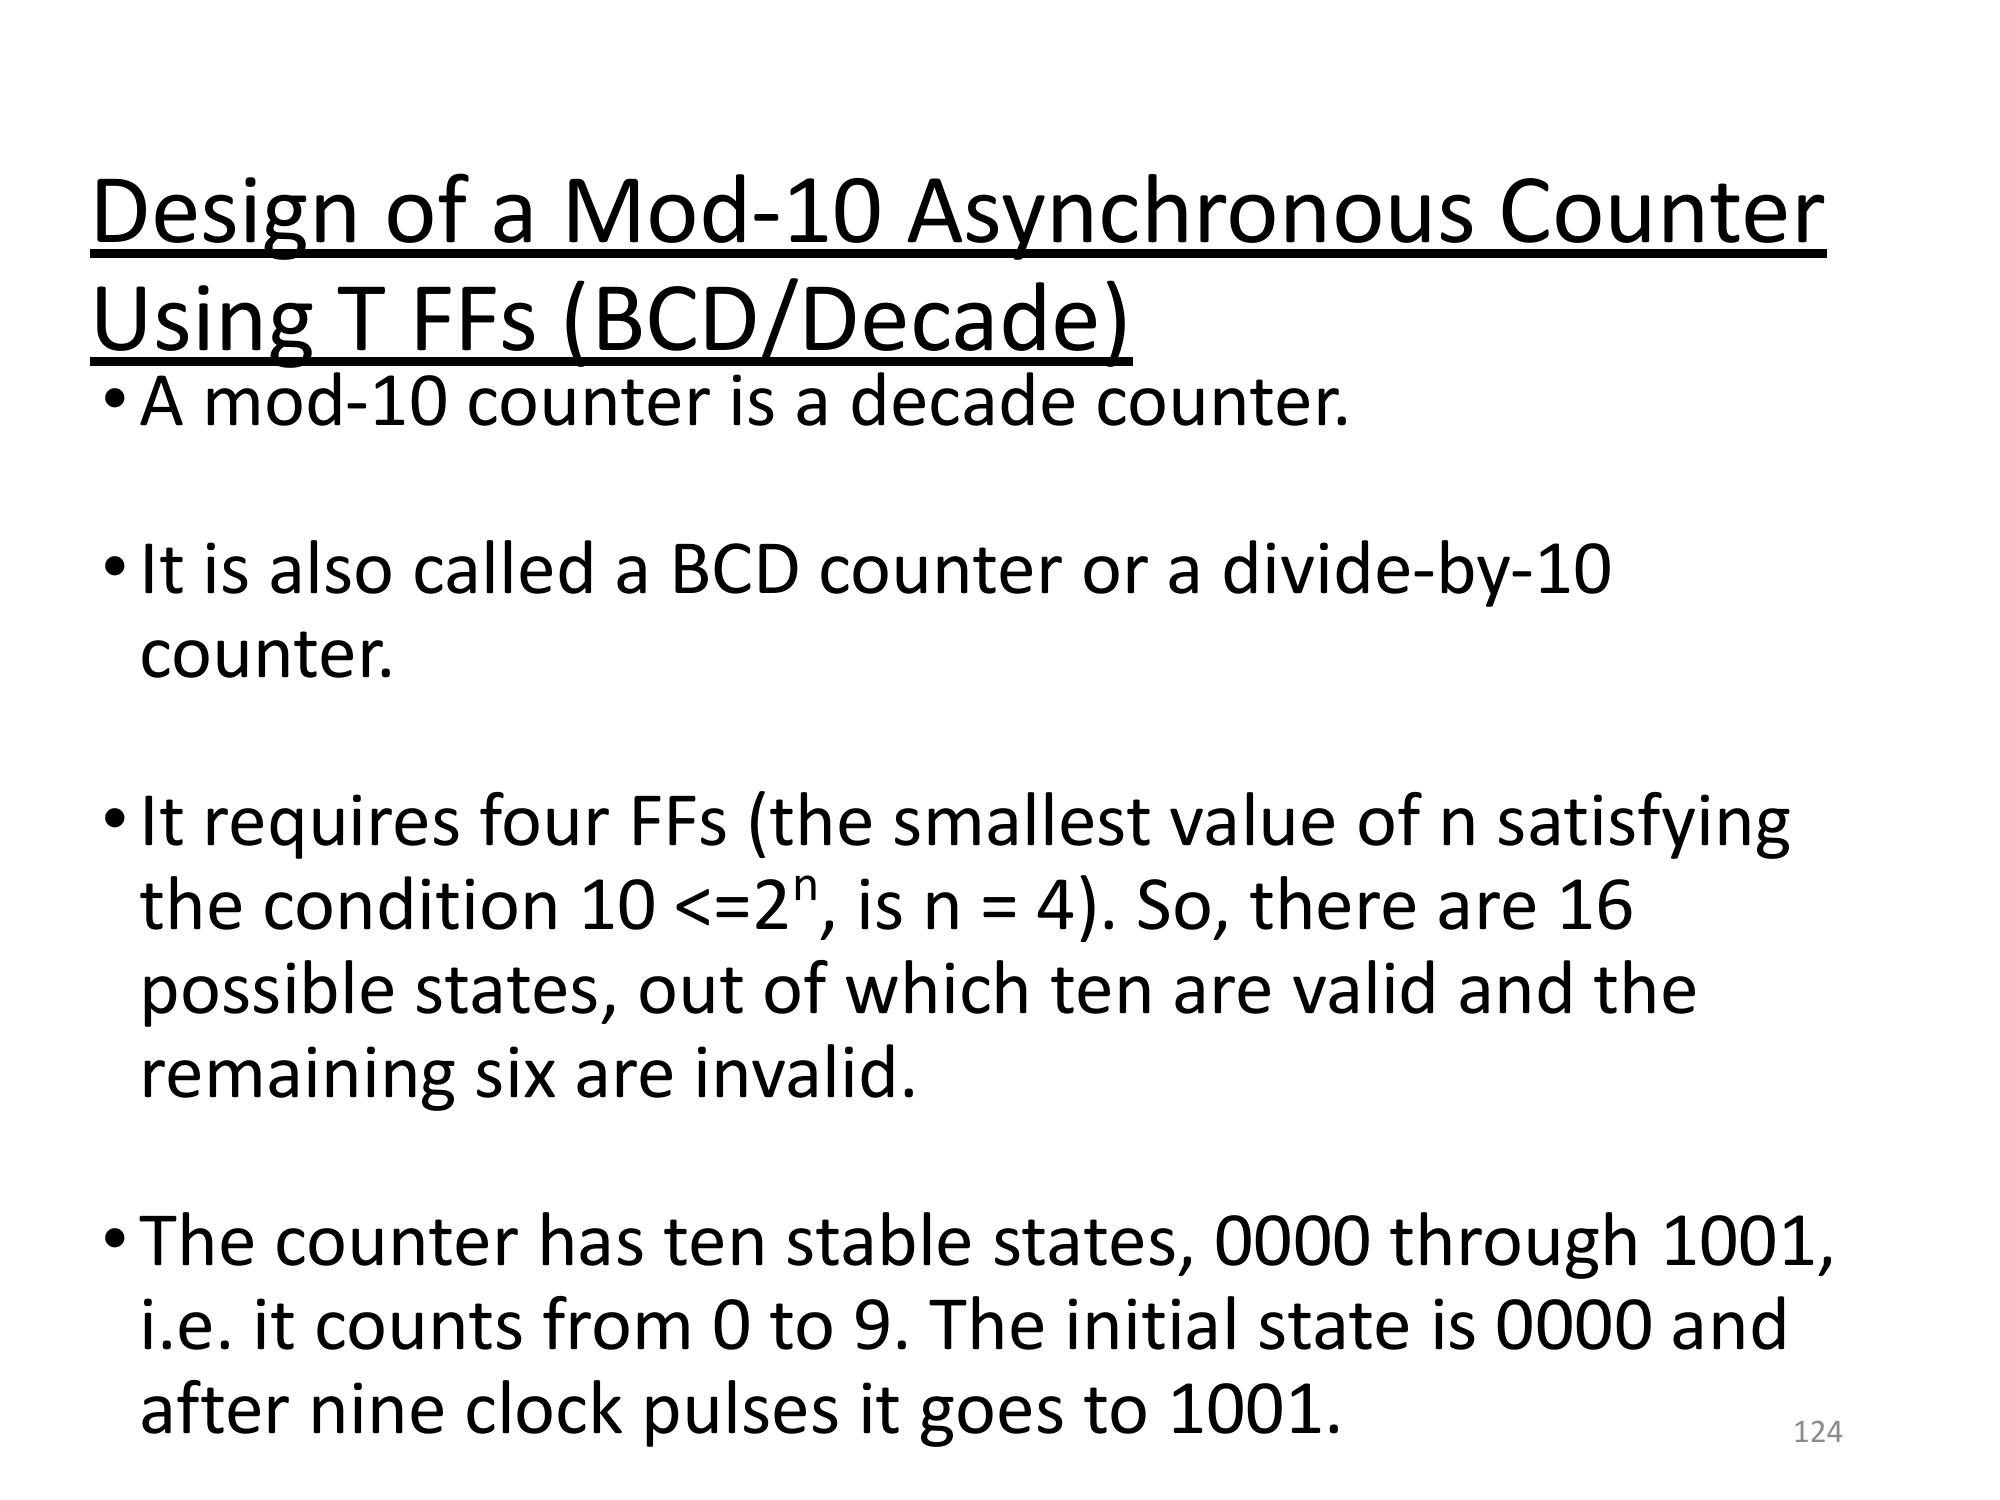 Design of a Mod-10 Asynchronous Counter
Using T FFs (BCD/Decade)
• A mod-10 counter is a decade counter.
• It is also called a BCD counter or a divide-by-10
counter.
• It requires four FFs (the smallest value of n satisfying
the condition 10 <=2ⁿ, is n = 4). So, there are 16
possible states, out of which ten are valid and the
remaining six are invalid.
• The counter has ten stable states, 0000 through 1001,
i.e. it counts from 0 to 9. The initial state is 0000 and
after nine clock pulses it goes to 1001.
124